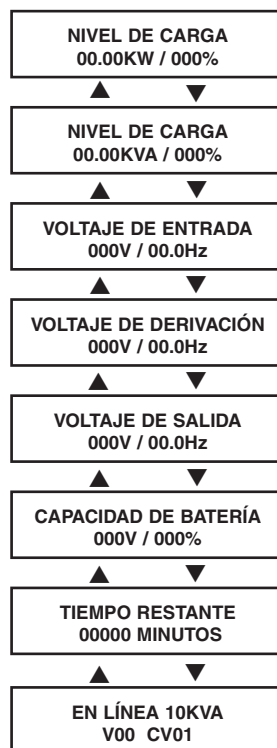 NIVEL DE CARGA
00.00KW / 000%
NIVEL DE CARGA
00.00KVA / 000%
VOLTAJE DE ENTRADA
000V / 00.0Hz
VOLTAJE DE DERIVACIÓN
000V / 00.0Hz
VOLTAJE DE SALIDA
000V / 00.0Hz
CAPACIDAD DE BATERÍA
000V / 000%
TIEMPO RESTANTE
00000 MINUTOS
EN LÍNEA 10KVA
V00 CV01